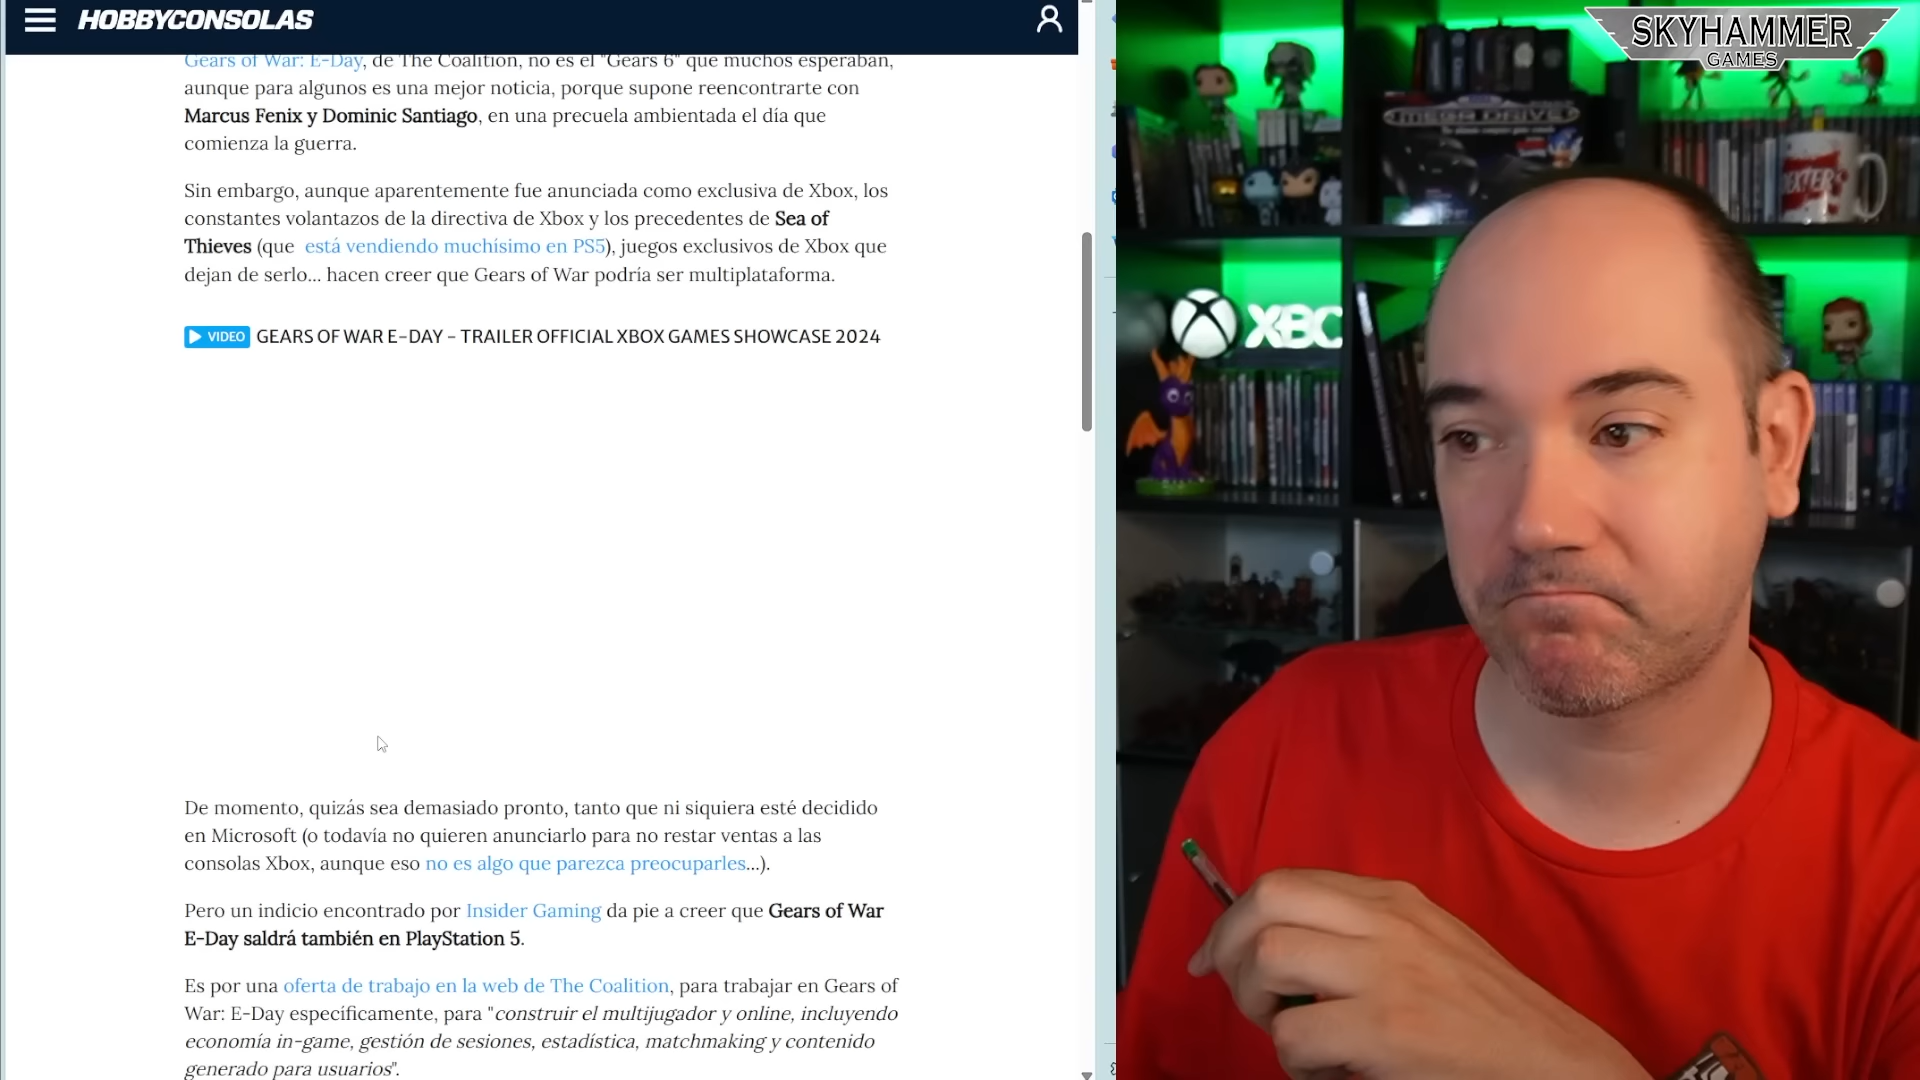 HOBBYCONSOLAS
Gears of War: E-Day, de The Coalition, no es el "Gears 6" que muchos esperaban,
aunque para algunos es una mejor noticia, porque supone reencontrarte con
Marcus Fenix y Dominic Santiago, en una precuela ambientada el día que
comienza la guerra.
Sin embargo, aunque aparentemente fue anunciada como exclusiva de Xbox, los
constantes volantazos de la directiva de Xbox y los precedentes de Sea of
Thieves (que está vendiendo muchísimo en PS5), juegos exclusivos de Xbox que
dejan de serlo... hacen creer que Gears of War podría ser multiplataforma.
VIDEO GEARS OF WAR E-DAY - TRAILER OFFICIAL XBOX GAMES SHOWCASE 2024
De momento, quizás sea demasiado pronto, tanto que ni siquiera esté decidido
en Microsoft (o todavía no quieren anunciarlo para no restar ventas a las
consolas Xbox, aunque eso no es algo que parezca preocuparles...).
Pero un indicio encontrado por Insider Gaming da pie a creer que Gears of War
E-Day saldrá también en PlayStation 5.
Es por una oferta de trabajo en la web de The Coalition, para trabajar en Gears of
War: E-Day específicamente, para "construir el multijugador y online, incluyendo
economía in-game, gestión de sesiones, estadística, matchmaking y contenido
generado para usuarios".
SKYHAMMER
GAMES
MEGA DRIVE
DEXTER
XBO